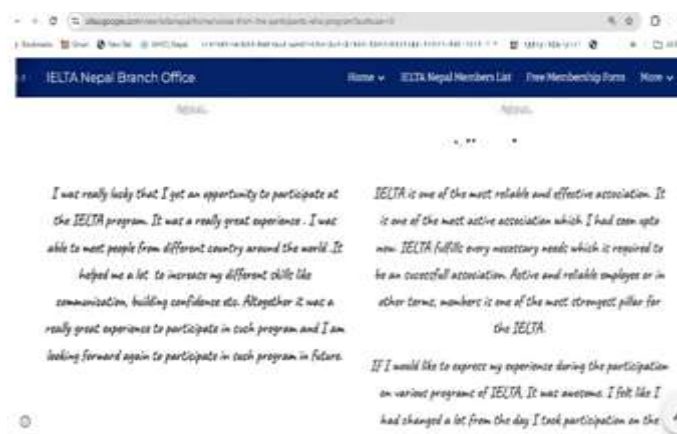 IELTA Nepal Branch Office
Home
IELTA Nepal Members List
Free Membership Form
More
Nepal.
Nepal.
I was really lucky that I get an opportunity to participate at
the IELTA program. It was a really great experience . I was
able to meet people from different country around the world .It
helped me a lot to increase my different skills like
communication, building confidence etc. Altogether it was a
really great experience to participate in such program and I am
looking forward again to participate in such program in future.
IELTA is one of the most reliable and effective association. It
is one of the most active association which I had seen upto
now. IELTA fulfills every necessary needs which is required to
be an sucessfull association. Active and reliable employee or in
other terms, members is one of the most strongest pillar for
the IELTA.
IF I would like to express my experience during the participation
on various programs of IELTA, It was awesome. I felt like I
had changed a lot from the day I took participation on the